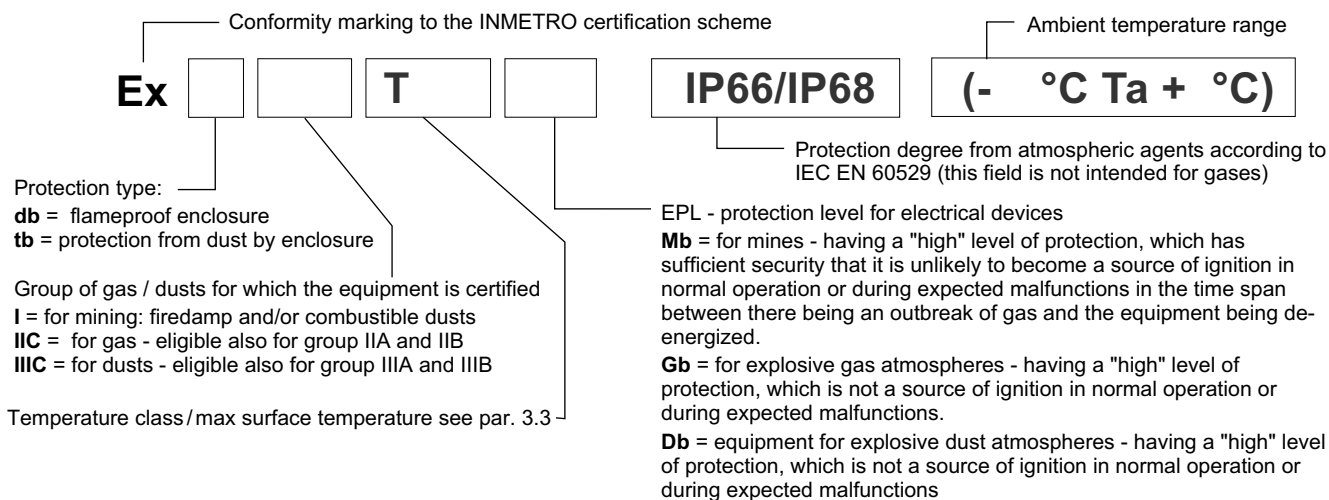 Conformity marking to the INMETRO certification scheme
Ambient temperature range
Ex T IP66/IP68 (- °C Ta + °C)
Protection degree from atmospheric agents according to
IEC EN 60529 (this field is not intended for gases)
Protection type:
db = flameproof enclosure
tb = protection from dust by enclosure
Group of gas / dusts for which the equipment is certified
I = for mining: firedamp and/or combustible dusts
IIC = for gas - eligible also for group IIA and IIB
IIIC = for dusts - eligible also for group IIIA and IIIB
Temperature class/max surface temperature see par. 3.3
EPL - protection level for electrical devices
Mb = for mines - having a "high" level of protection, which has
sufficient security that it is unlikely to become a source of ignition in
normal operation or during expected malfunctions in the time span
between there being an outbreak of gas and the equipment being de-
energized.
Gb = for explosive gas atmospheres - having a "high" level of
protection, which is not a source of ignition in normal operation or
during expected malfunctions.
Db = equipment for explosive dust atmospheres - having a "high" level
of protection, which is not a source of ignition in normal operation or
during expected malfunctions